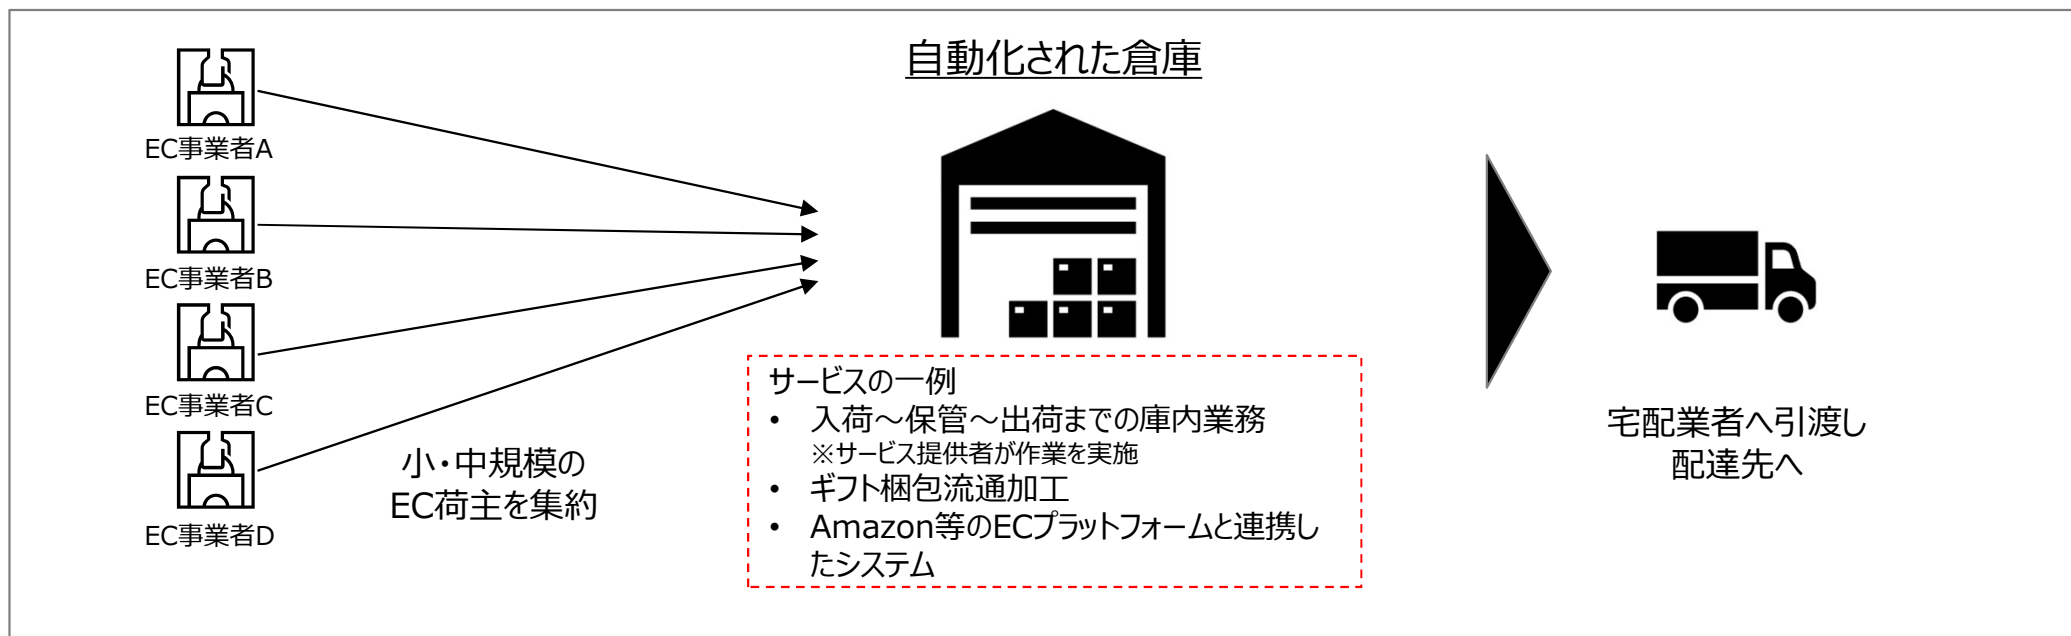 自動化された倉庫
EC事業者A
EC事業者B
EC事業者C
EC事業者D
小・中規模の
EC荷主を集約
サービスの一例
• 入荷～保管～出荷までの庫内業務
※サービス提供者が作業を実施
• ギフト梱包流通加工
• Amazon等のECプラットフォームと連携し
たシステム
宅配業者へ引渡し
配達先へ